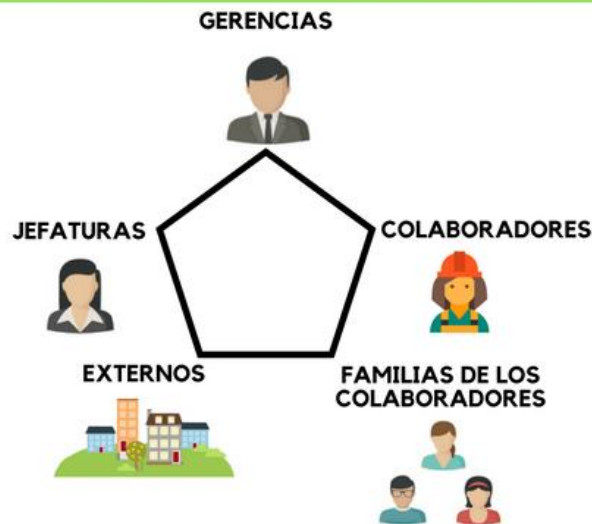 GERENCIAS
JEFATURAS
COLABORADORES
EXTERNOS
FAMILIAS DE LOS
COLABORADORES